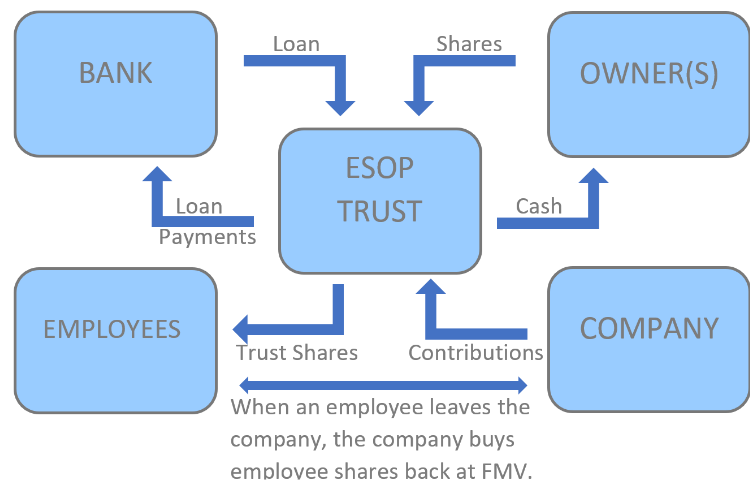 BANK
Loan
Shares
OWNER(S)
ESOP
TRUST
Loan
Payments
Cash
EMPLOYEES
Trust Shares
Contributions
COMPANY
When an employee leaves the
company, the company buys
employee shares back at FMV.